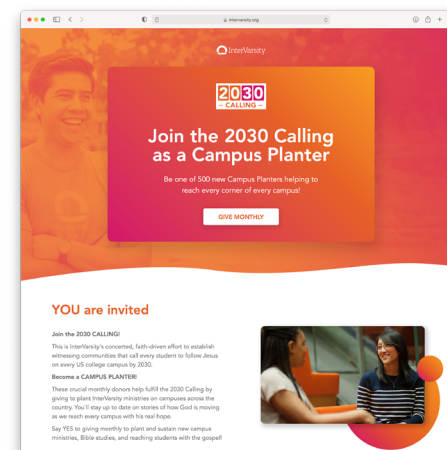 intervarsity.org
InterVarsity
2030
CALLING
Join the 2030 Calling
as a Campus Planter
Be one of 500 new Campus Planters helping to
reach every corner of every campus!
GIVE MONTHLY
YOU are invited
Join the 2030 CALLING!
This is InterVarsity's concerted, faith-driven effort to establish
witnessing communities that call every student to follow Jesus
on every US college campus by 2030.
Become a CAMPUS PLANTER!
These crucial monthly donors help fulfill the 2030 Calling by
giving to plant InterVarsity ministries on campuses across the
country. You'll stay up to date on stories of how God is moving
as we reach every campus with his real hope.
Say YES to giving monthly to plant and sustain new campus
ministries, Bible studies, and reaching students with the gospel!